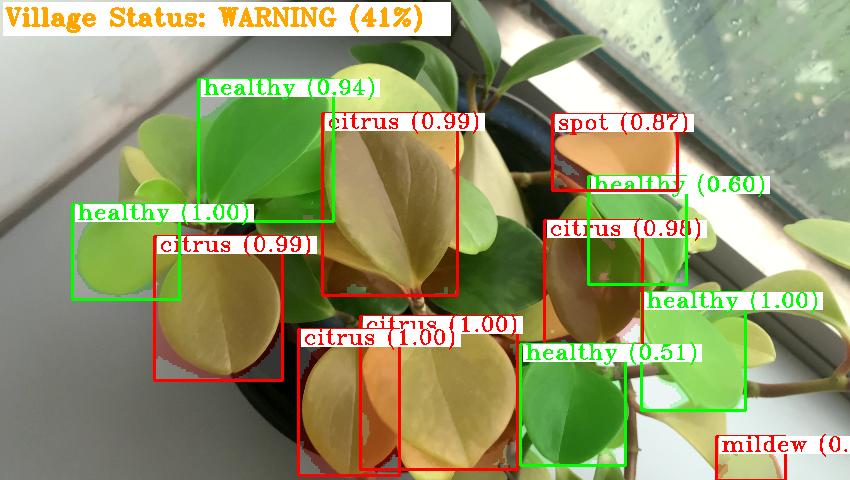 Village Status: WARNING (41%)
healthy (0.94)
citrus (0.99)
spot (0.87)
healthy (0.60)
healthy (1.00)
citrus (0.99)
citrus (0.98)
healthy (1.00)
citrus (1.00)
citrus (1.00)
healthy (0.51)
mildew (0.